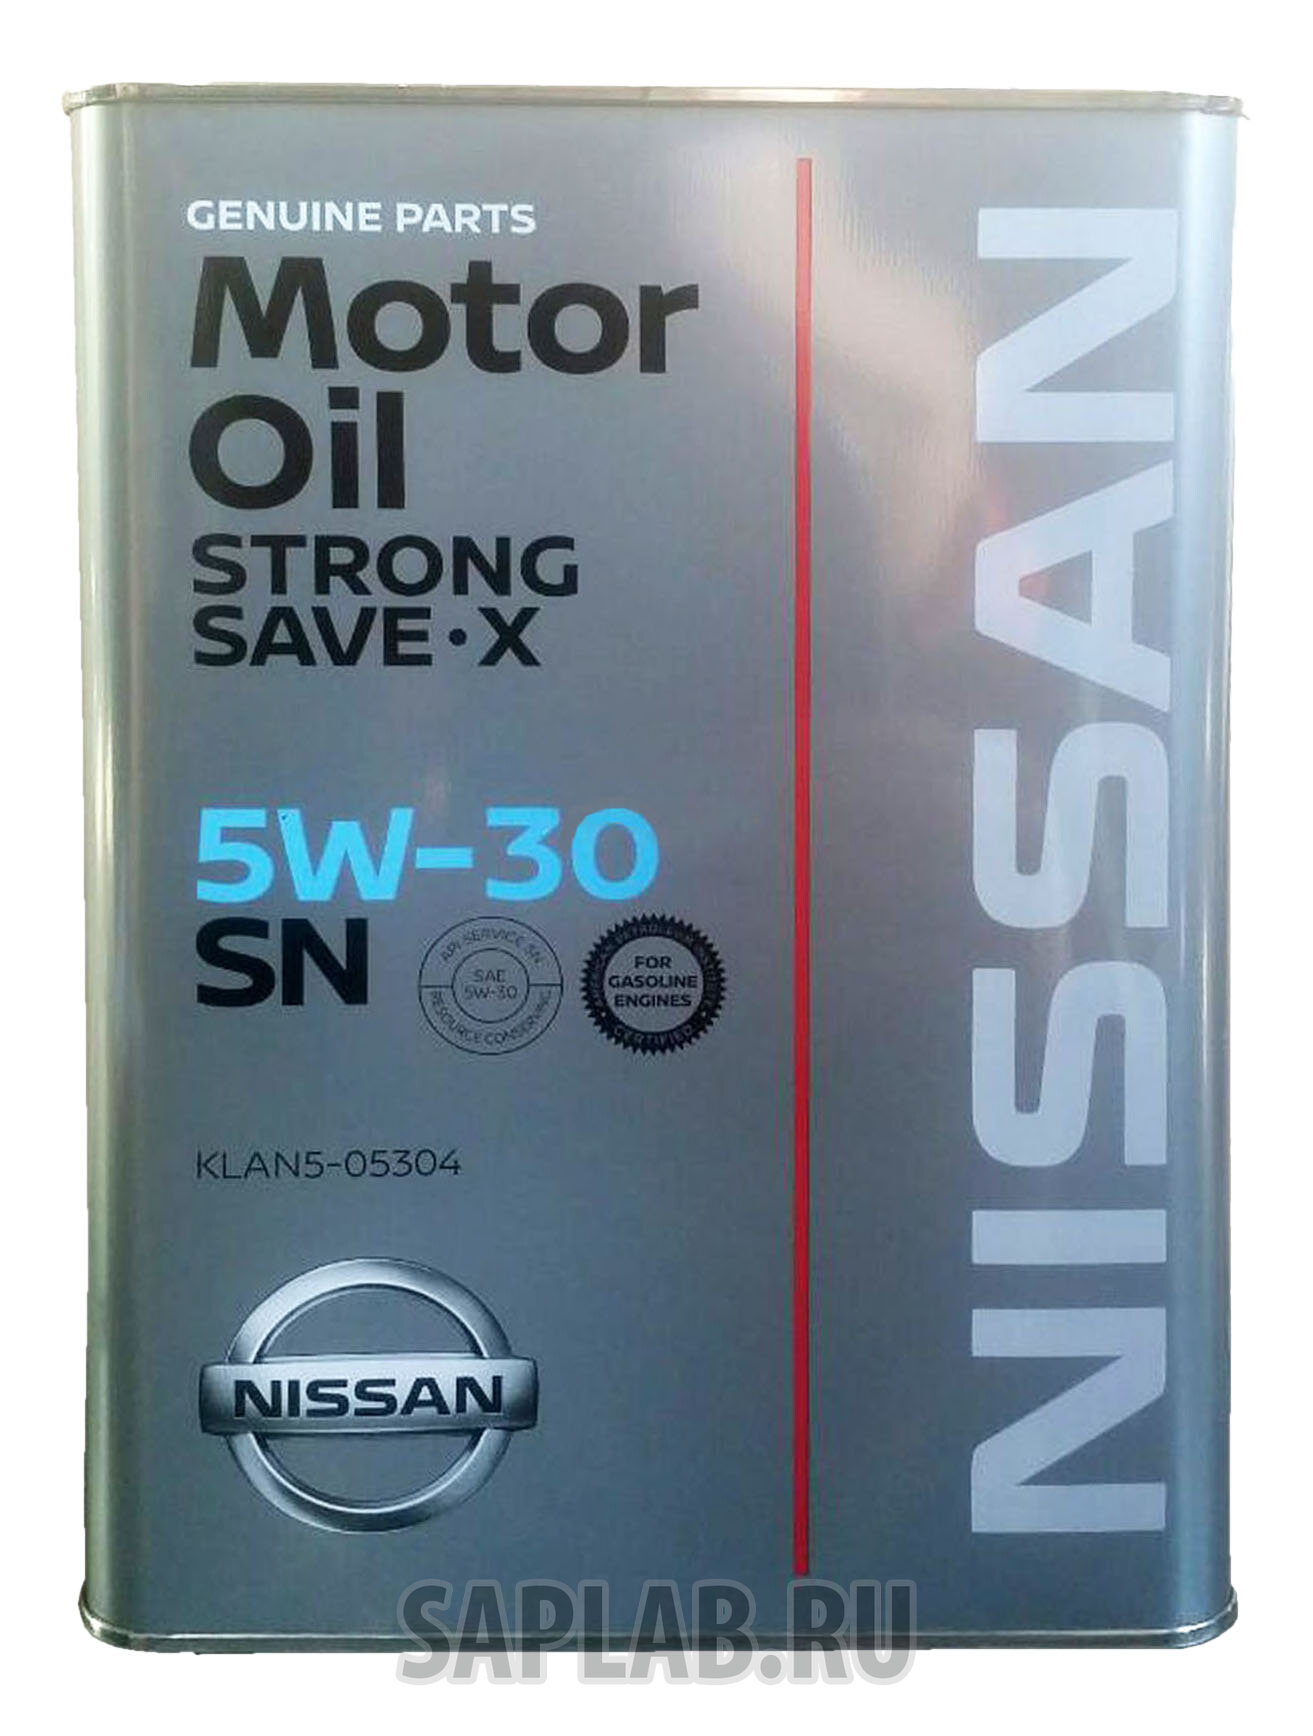 GENUINE PARTS
Motor
Oil
STRONG
SAVE·X
5W-30
SN
API SERVICE SN
SAE
5W-30
RESOURCE CONSERVING
FOR
GASOLINE
ENGINES
CERTIFIED
KLAN5-05304
NISSAN
NISSAN
SAPLAB.RU